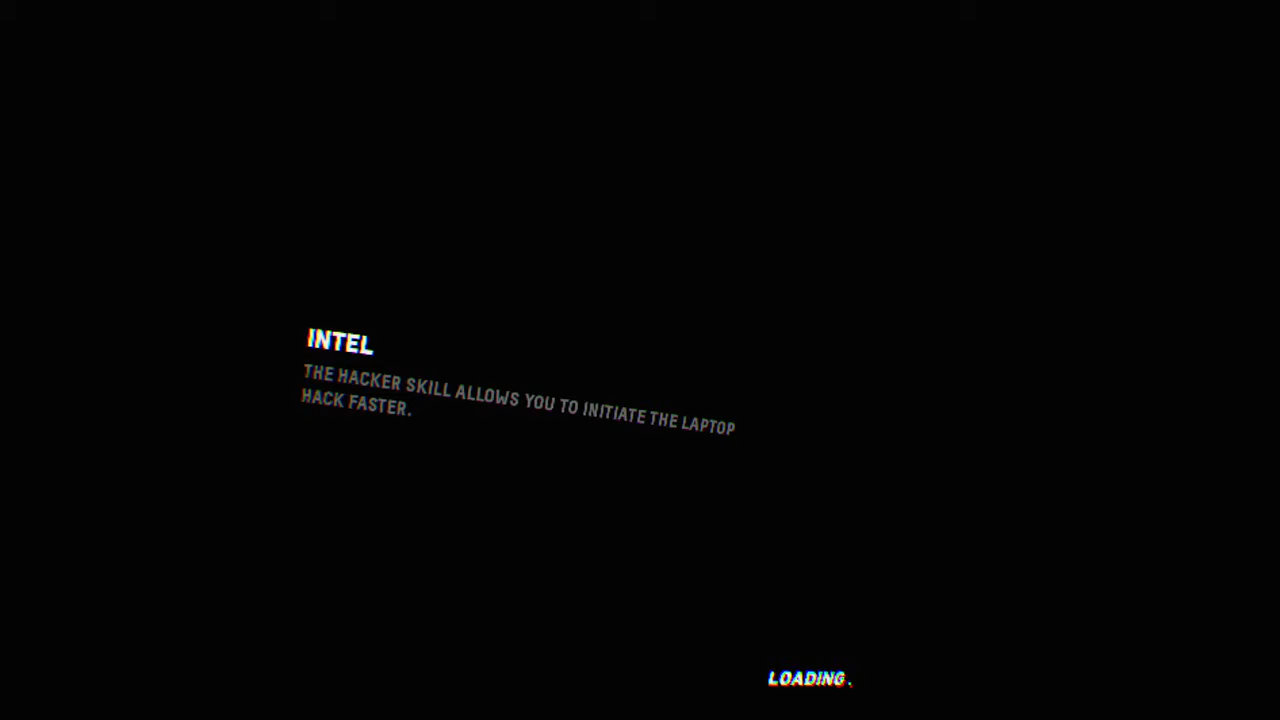 INTEL
THE HACKER SKILL ALLOWS YOU TO INITIATE THE LAPTOP
HACK FASTER.
LOADING.